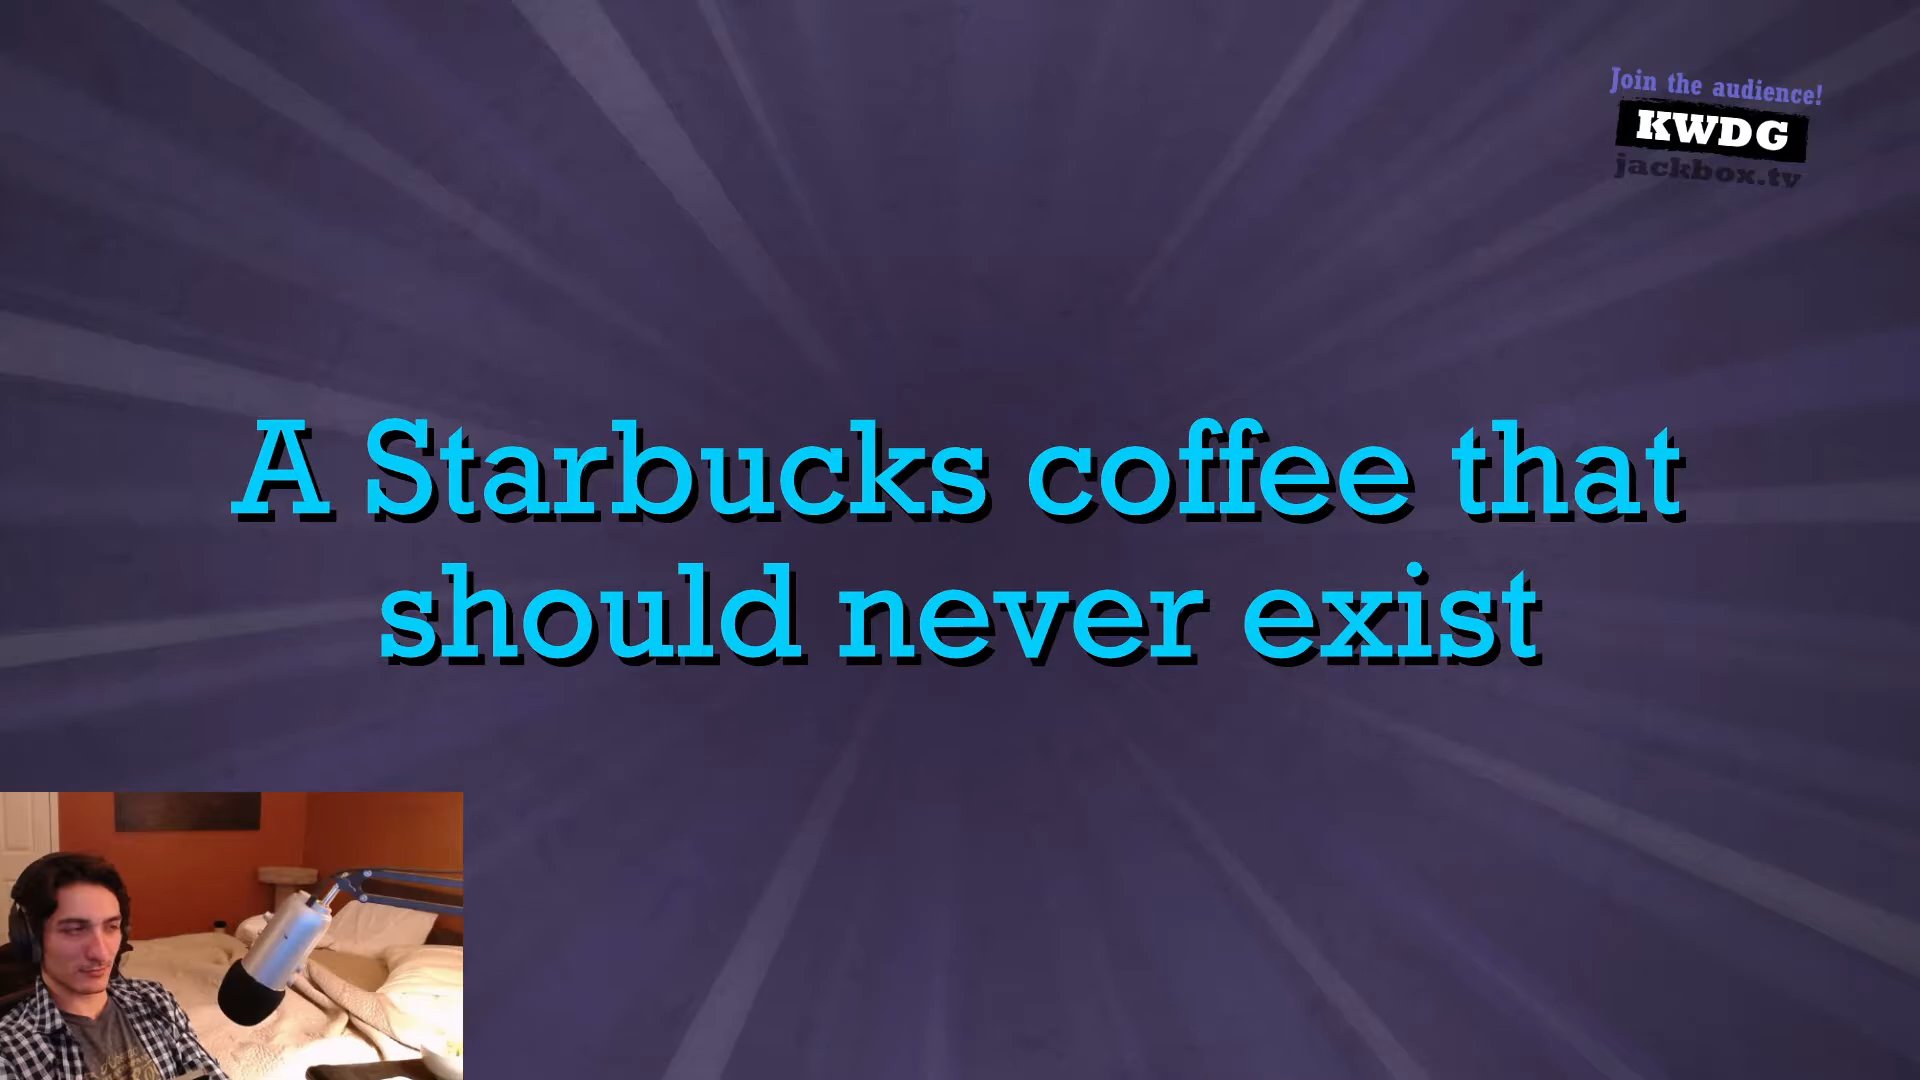 Join the audience!
KWDG
jackbox.tv
A Starbucks coffee that
should never exist